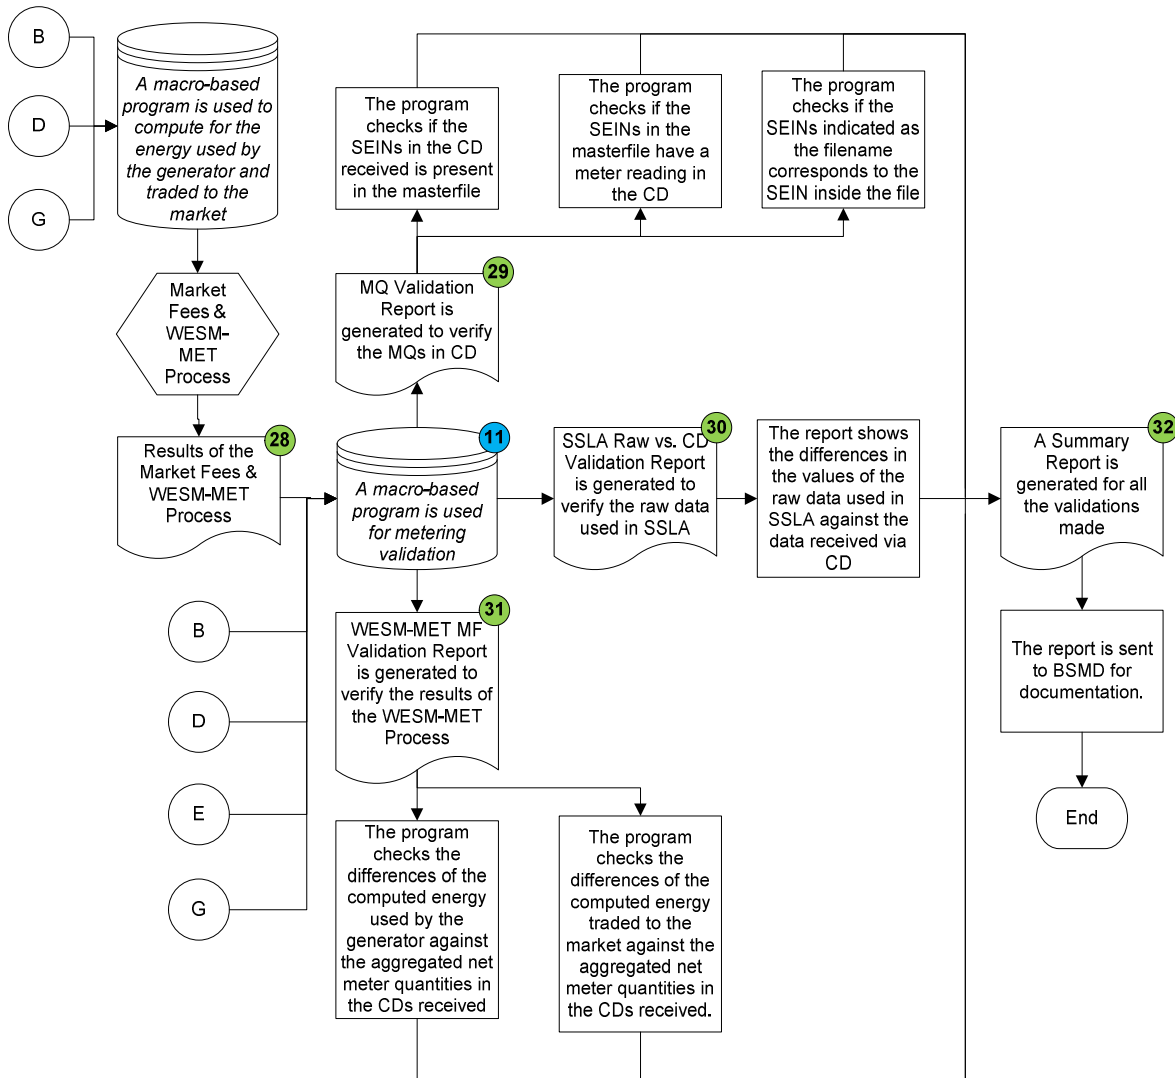 B
D
G
A macro-based
program is used to
compute for the
energy used by
the generator and
traded to the
market
The program
checks if the
SEINs in the CD
received is present
in the masterfile
The program
checks if the
SEINs in the
masterfile have a
meter reading in
the CD
The program
checks if the
SEINs indicated as
the filename
corresponds to the
SEIN inside the file
Market
Fees &
WESM-
MET
Process
29
MQ Validation
Report is
generated to verify
the MQs in CD
28
Results of the
Market Fees &
WESM-MET
Process
11
A macro-based
program is used
for metering
validation
30
SSLA Raw vs. CD
Validation Report
is generated to
verify the raw data
used in SSLA
The report shows
the differences in
the values of the
raw data used in
SSLA against the
data received via
CD
32
A Summary
Report is
generated for all
the validations
made
B
D
E
G
31
WESM-MET MF
Validation Report
is generated to
verify the results of
the WESM-MET
Process
The report is sent
to BSMD for
documentation.
End
The program
checks the
differences of the
computed energy
used by the
generator against
the aggregated net
meter quantities in
the CDs received
The program
checks the
differences of the
computed energy
traded to the
market against the
aggregated net
meter quantities in
the CDs received.